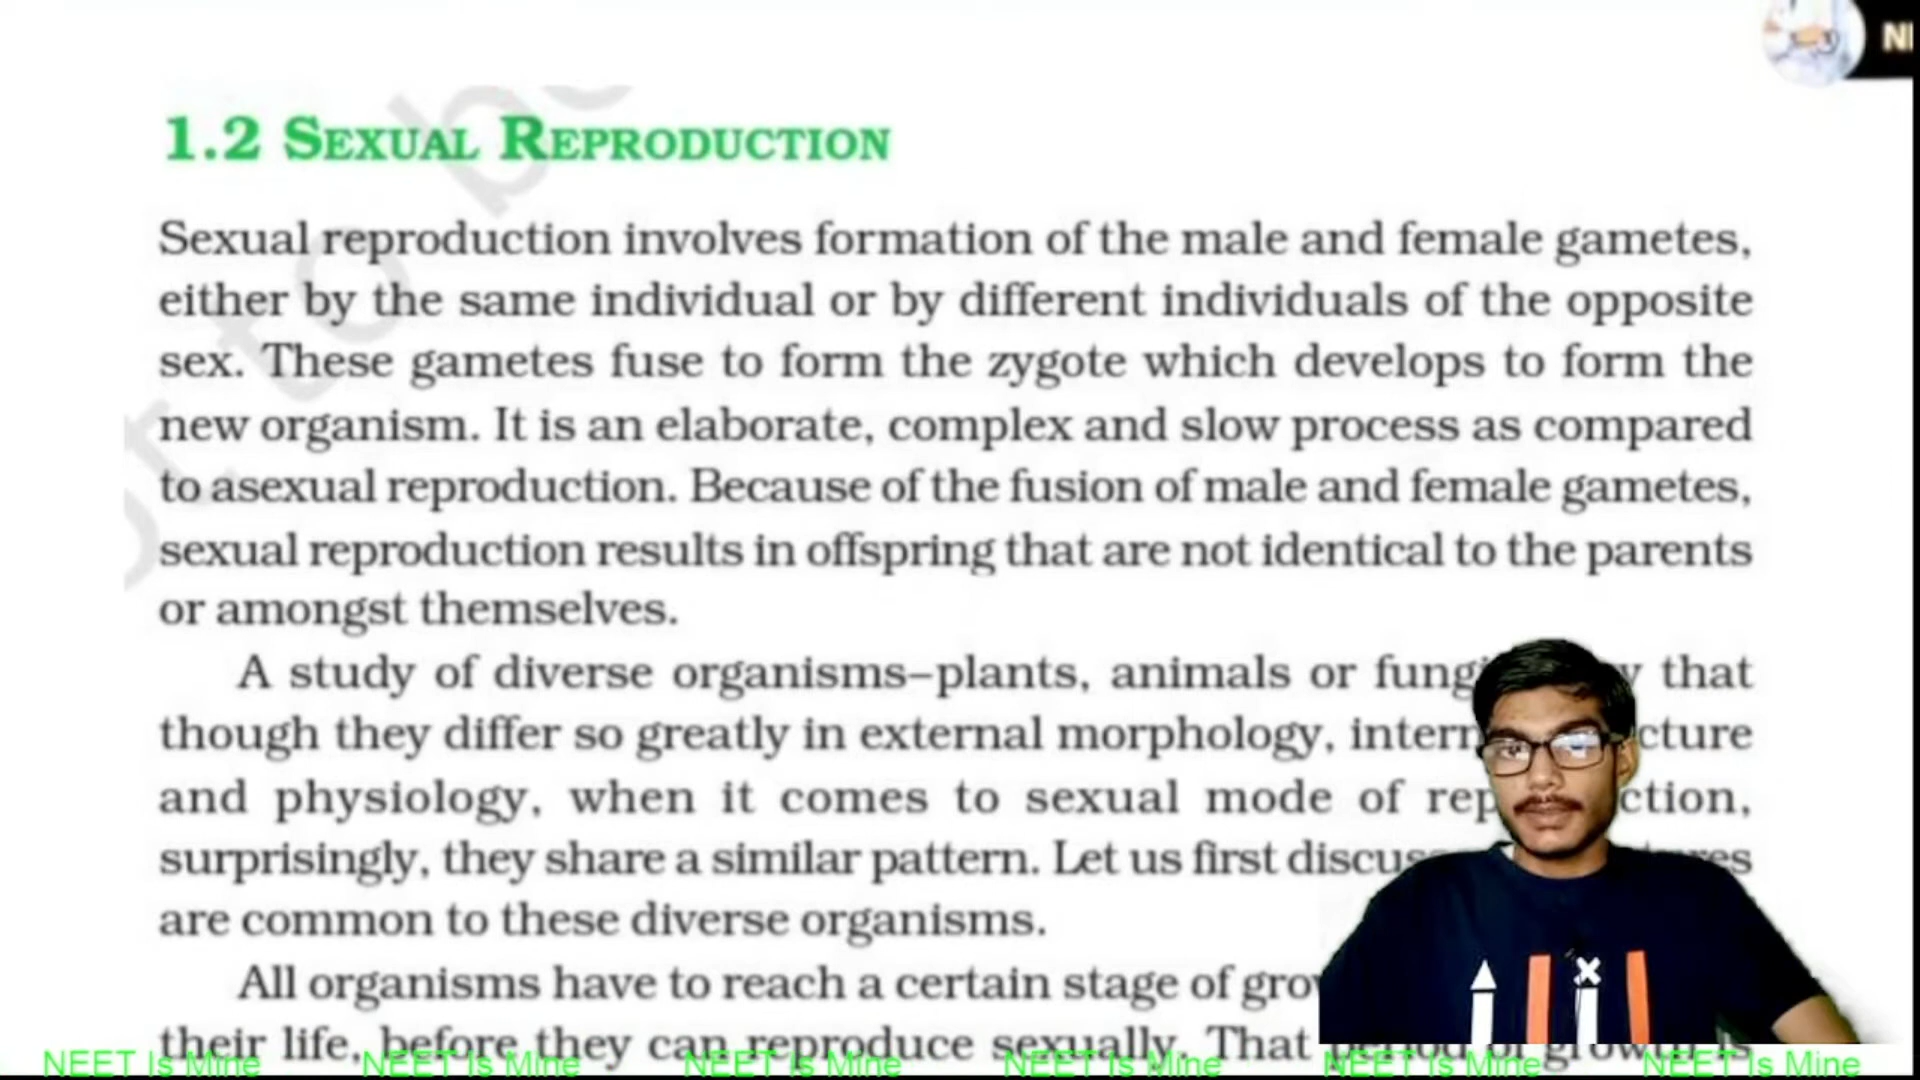 NI
1.2 SEXUAL REPRODUCTION
Sexual reproduction involves formation of the male and female gametes,
either by the same individual or by different individuals of the opposite
sex. These gametes fuse to form the zygote which develops to form the
new organism. It is an elaborate, complex and slow process as compared
to asexual reproduction. Because of the fusion of male and female gametes,
sexual reproduction results in offspring that are not identical to the parents
or amongst themselves.
A study of diverse organisms–plants, animals or that
though they differ so greatly in external morphology,
and physiology, when it comes to sexual mode of
surprisingly, they share a similar pattern. Let us first
are common to these diverse organisms.
All organisms have to reach a certain stage of
their life, before they can reproduce sexually. That
NEET Is Mine NEET Is Mine NEET Is Mine NEET Is Mine NEET Is Mine NEET Is Mine